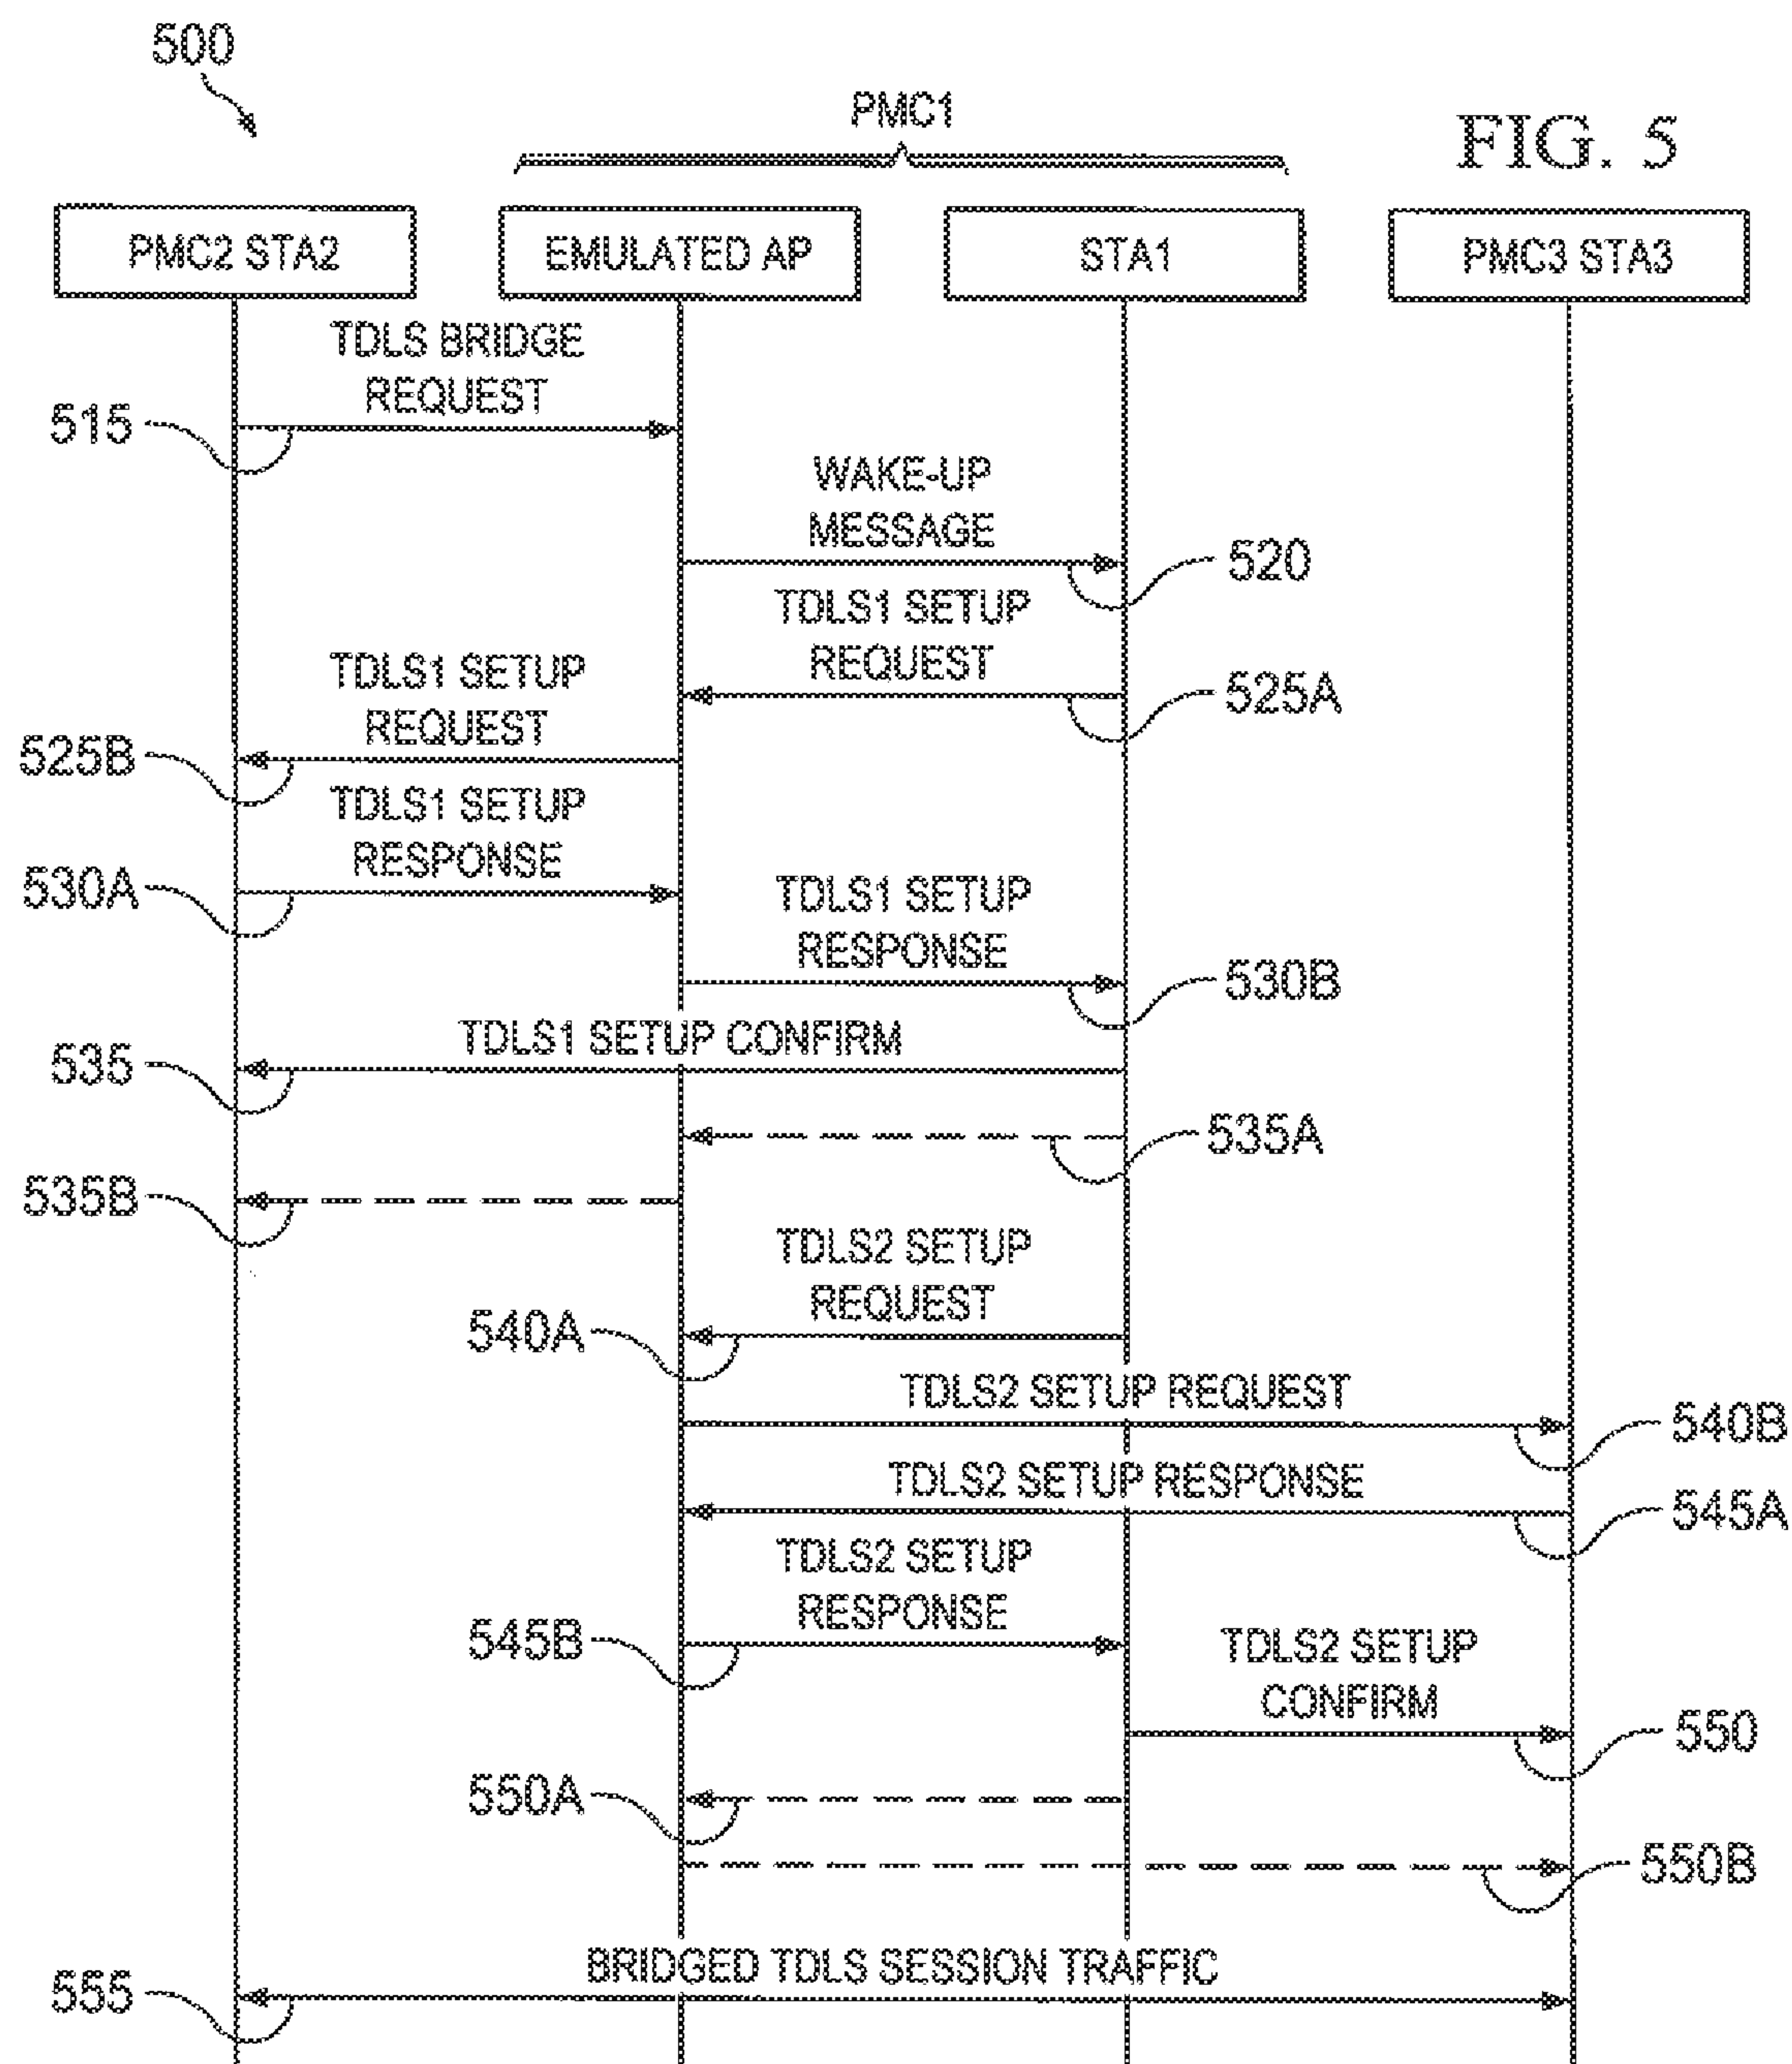 500
PMC1
FIG. 5
PMC2 STA2
EMULATED AP
STA1
PMC3 STA3
TDLS BRIDGE
REQUEST
515
WAKE-UP
MESSAGE
520
TDLS1 SETUP
REQUEST
525A
TDLS1 SETUP
REQUEST
525B
TDLS1 SETUP
RESPONSE
530A
TDLS1 SETUP
RESPONSE
530B
TDLS1 SETUP CONFIRM
535
535A
535B
TDLS2 SETUP
REQUEST
540A
TDLS2 SETUP REQUEST
540B
TDLS2 SETUP RESPONSE
545A
TDLS2 SETUP
RESPONSE
545B
TDLS2 SETUP
CONFIRM
550
550A
550B
BRIDGED TDLS SESSION TRAFFIC
555